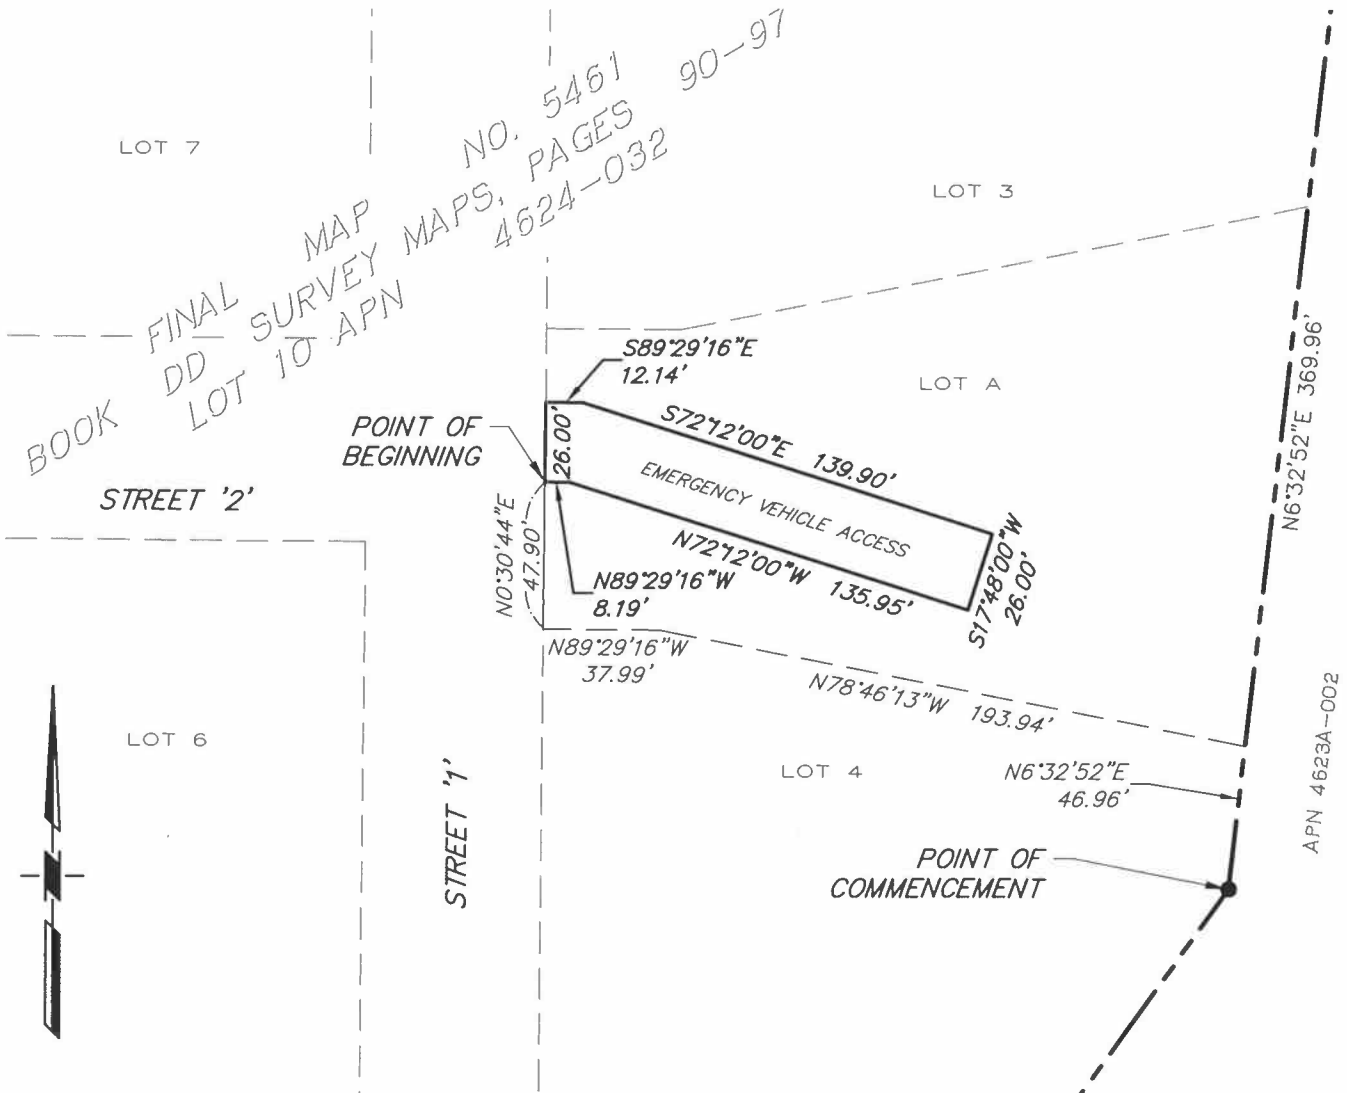 LOT 7
FINAL MAP NO. 5461
BOOK DD SURVEY MAPS, PAGES 90-97
LOT 10 APN 4624-032
LOT 3
S89°29'16"E
12.14'
LOT A
N6°32'52"E 369.96'
POINT OF
BEGINNING
26.00'
S72°12'00"E 139.90'
EMERGENCY VEHICLE ACCESS
STREET '2'
N0°30'44"E
47.90'
N72°12'00"W 135.95'
S17°48'00"W
26.00'
N89°29'16"W
8.19'
N89°29'16"W
37.99'
N78°46'13"W 193.94'
LOT 6
LOT 4
N6°32'52"E
46.96'
APN 4623A-002
STREET '1'
POINT OF
COMMENCEMENT
N